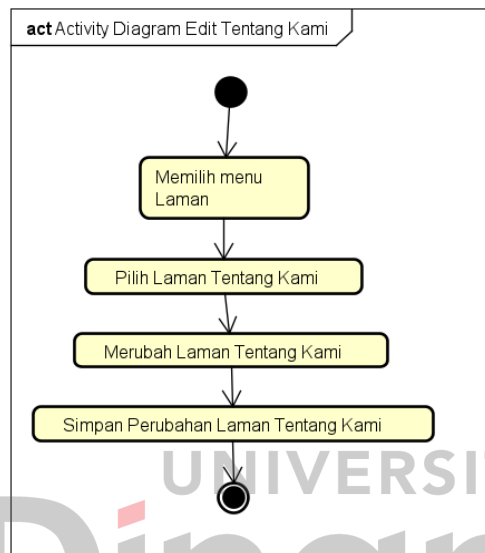 act Activity Diagram Edit Tentang Kami
Memilih menu
Laman
Pilih Laman Tentang Kami
Merubah Laman Tentang Kami
Simpan Perubahan Laman Tentang Kami